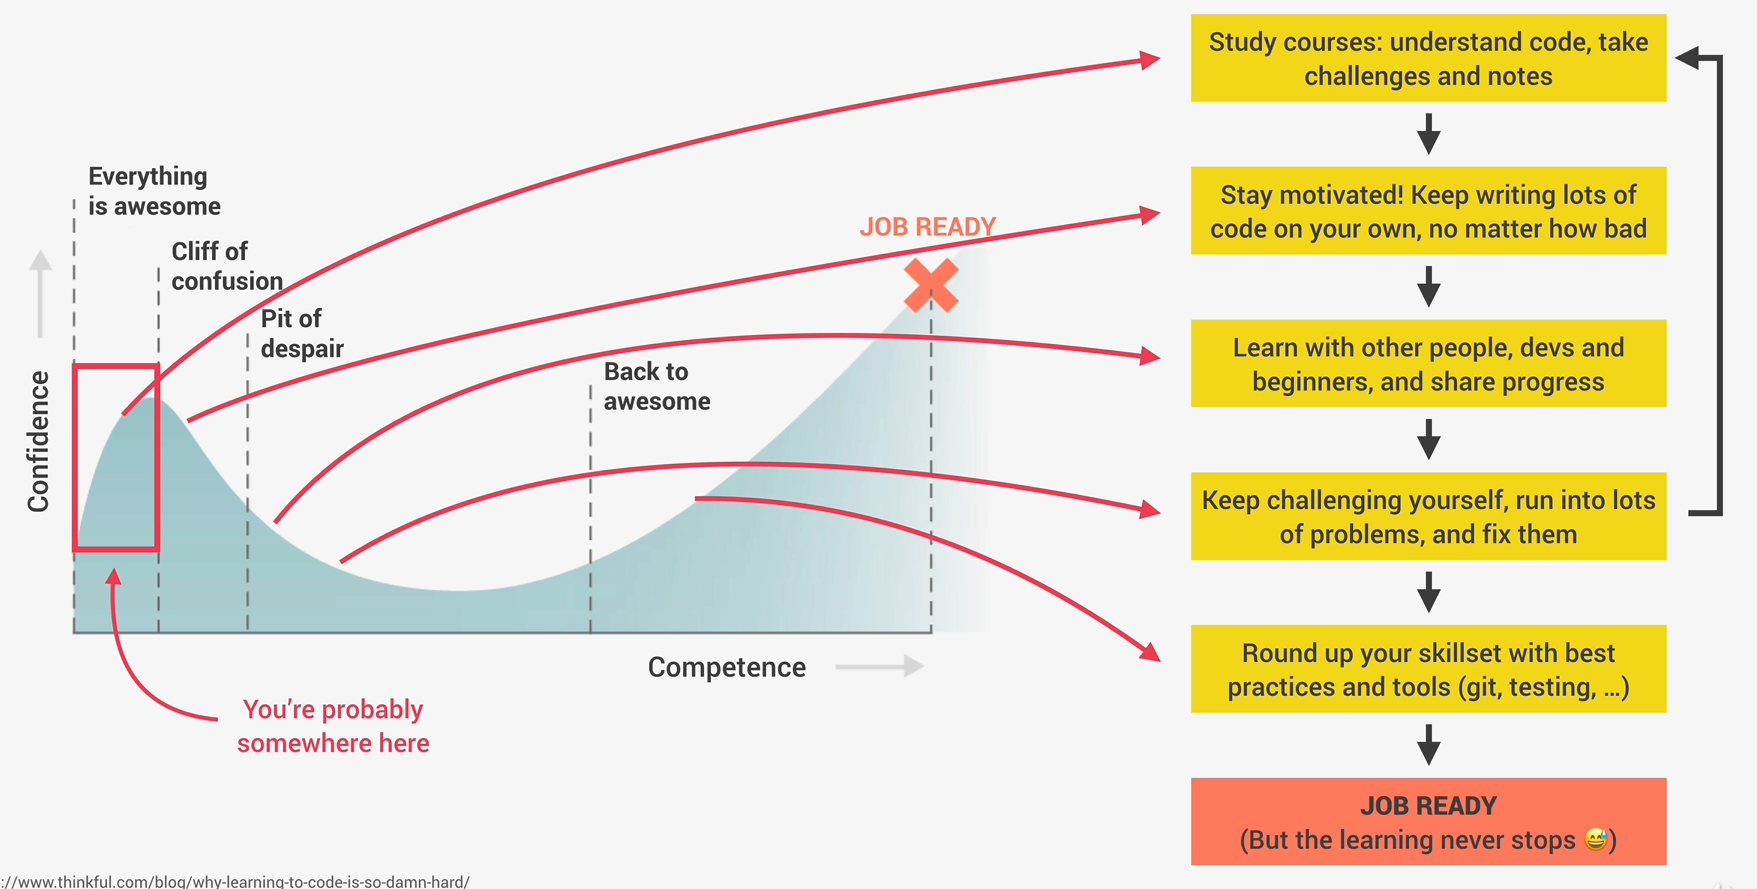 Everything
is awesome
Cliff of
confusion
Pit of
despair
Back to
awesome
JOB READY
Confidence
Competence
You’re probably
somewhere here
Study courses: understand code, take
challenges and notes
Stay motivated! Keep writing lots of
code on your own, no matter how bad
Learn with other people, devs and
beginners, and share progress
Keep challenging yourself, run into lots
of problems, and fix them
Round up your skillset with best
practices and tools (git, testing, …)
JOB READY
(But the learning never stops 😅)
://www.thinkful.com/blog/why-learning-to-code-is-so-damn-hard/